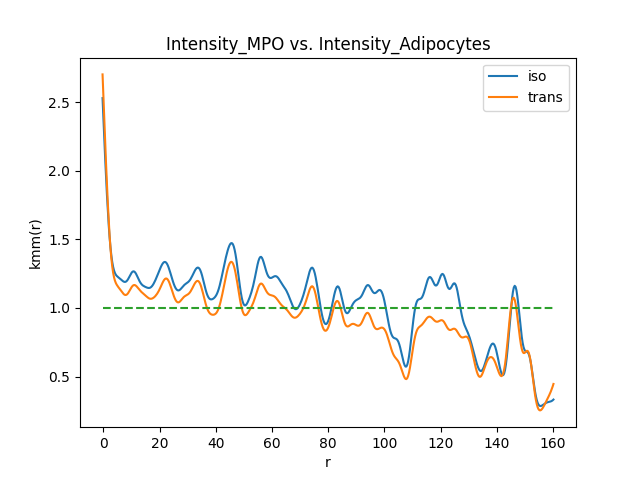 Intensity_MPO vs. Intensity_Adipocytes
iso
trans
kmm(r)
2.5
2.0
1.5
1.0
0.5
0 20 40 60 80 100 120 140 160
r